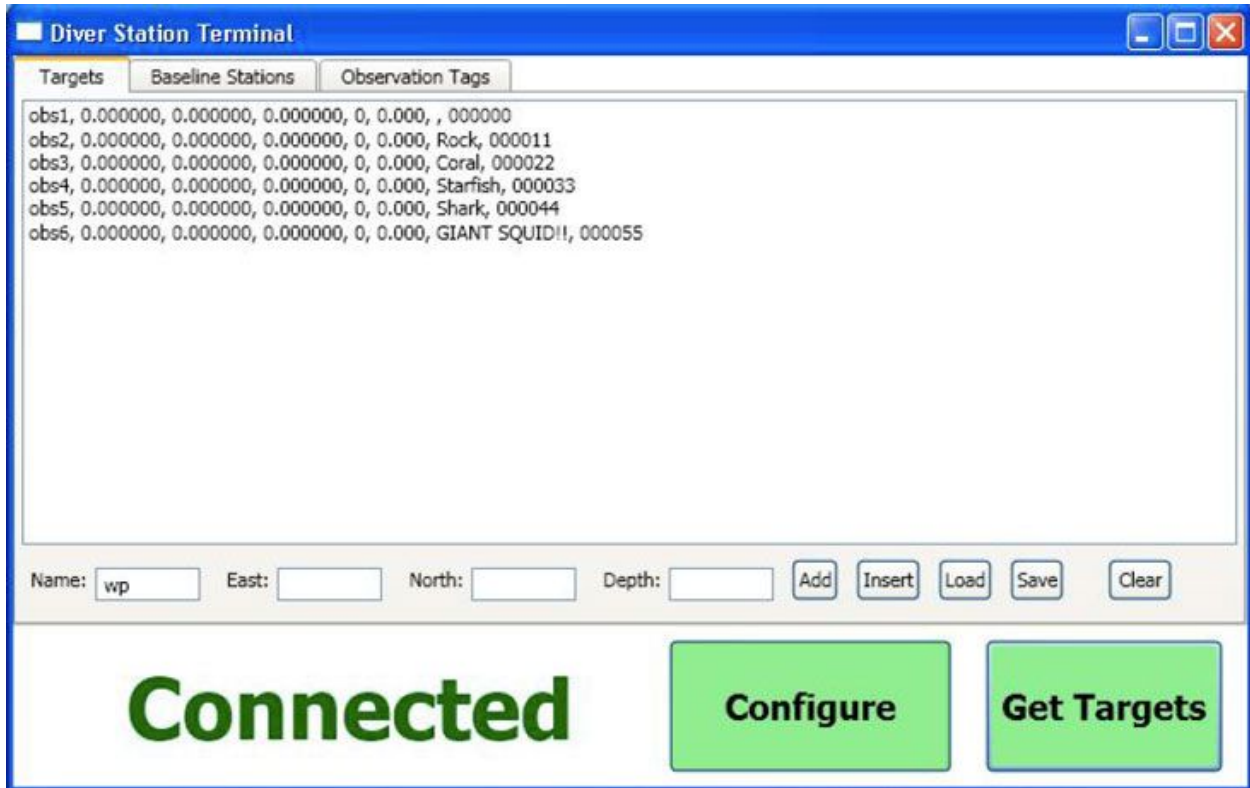 Diver Station Terminal
Targets Baseline Stations Observation Tags
obs1, 0.000000, 0.000000, 0.000000, 0, 0.000, , 000000
obs2, 0.000000, 0.000000, 0.000000, 0, 0.000, Rock, 000011
obs3, 0.000000, 0.000000, 0.000000, 0, 0.000, Coral, 000022
obs4, 0.000000, 0.000000, 0.000000, 0, 0.000, Starfish, 000033
obs5, 0.000000, 0.000000, 0.000000, 0, 0.000, Shark, 000044
obs6, 0.000000, 0.000000, 0.000000, 0, 0.000, GIANT SQUID!!, 000055
Name: wp East: North: Depth: Add Insert Load Save Clear
Connected Configure Get Targets